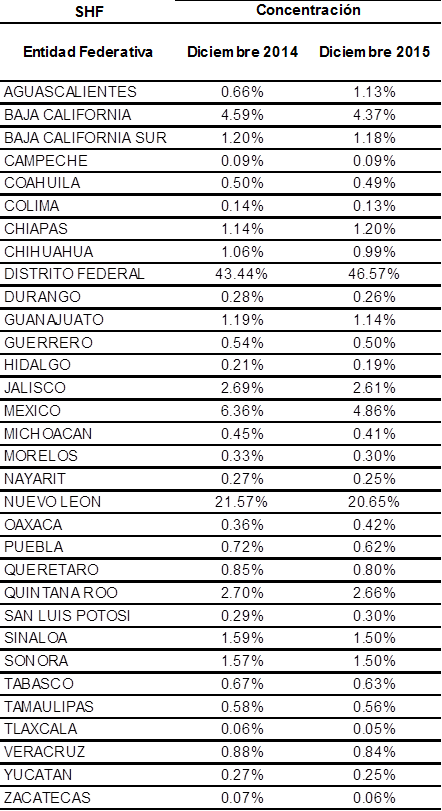 SHF Concentración
Entidad Federativa Diciembre 2014 Diciembre 2015
AGUASCALIENTES 0.66% 1.13%
BAJA CALIFORNIA 4.59% 4.37%
BAJA CALIFORNIA SUR 1.20% 1.18%
CAMPECHE 0.09% 0.09%
COAHUILA 0.50% 0.49%
COLIMA 0.14% 0.13%
CHIAPAS 1.14% 1.20%
CHIHUAHUA 1.06% 0.99%
DISTRITO FEDERAL 43.44% 46.57%
DURANGO 0.28% 0.26%
GUANAJUATO 1.19% 1.14%
GUERRERO 0.54% 0.50%
HIDALGO 0.21% 0.19%
JALISCO 2.69% 2.61%
MEXICO 6.36% 4.86%
MICHOACAN 0.45% 0.41%
MORELOS 0.33% 0.30%
NAYARIT 0.27% 0.25%
NUEVO LEON 21.57% 20.65%
OAXACA 0.36% 0.42%
PUEBLA 0.72% 0.62%
QUERETARO 0.85% 0.80%
QUINTANA ROO 2.70% 2.66%
SAN LUIS POTOSI 0.29% 0.30%
SINALOA 1.59% 1.50%
SONORA 1.57% 1.50%
TABASCO 0.67% 0.63%
TAMAULIPAS 0.58% 0.56%
TLAXCALA 0.06% 0.05%
VERACRUZ 0.88% 0.84%
YUCATAN 0.27% 0.25%
ZACATECAS 0.07% 0.06%